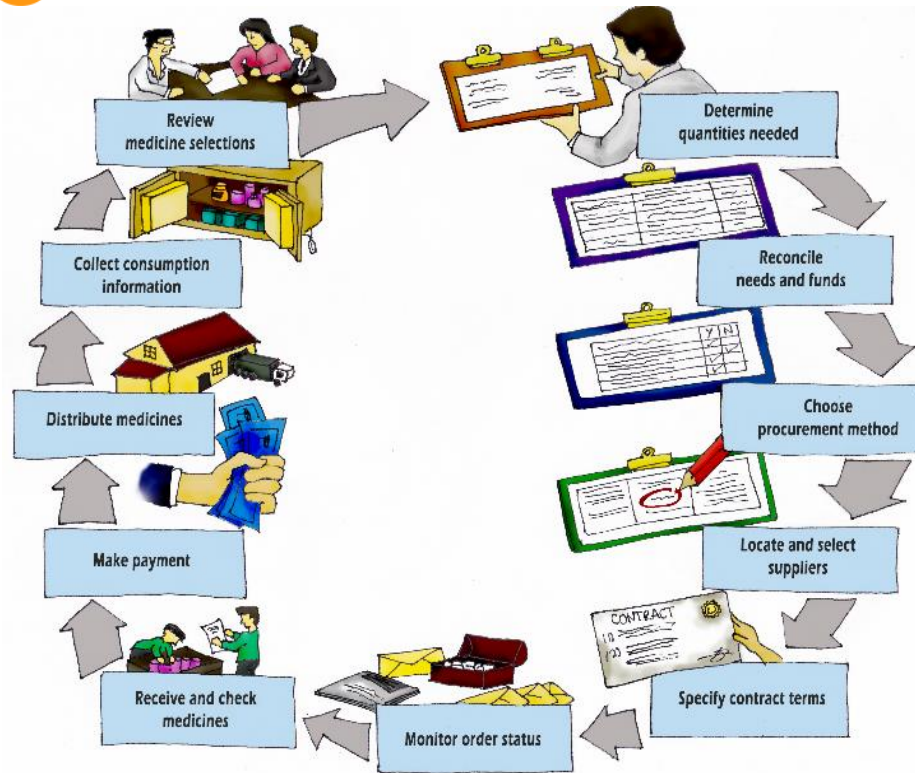 Review
medicine selections
Determine
quantities needed
Reconcile
needs and funds
Y N
Choose
procurement method
Locate and select
suppliers
CONTRACT
Specify contract terms
Monitor order status
Receive and check
medicines
Make payment
Distribute medicines
Collect consumption
information